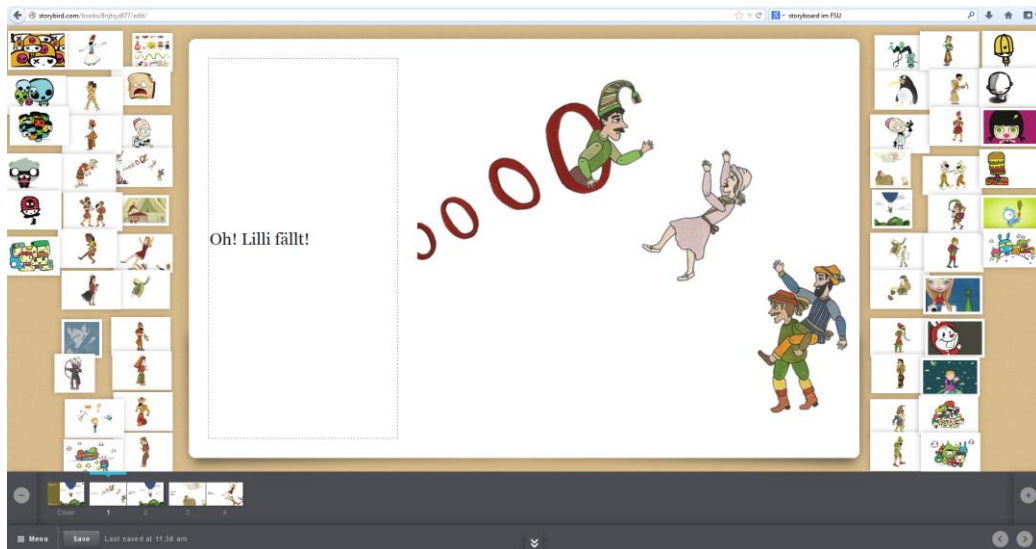 storybird.com/books/8njhyzf77/edit/
storyboard im FSU
Oh! Lilli fällt!
Cover
1
2
3
4
Menu
Save
Last saved at 11:38 am